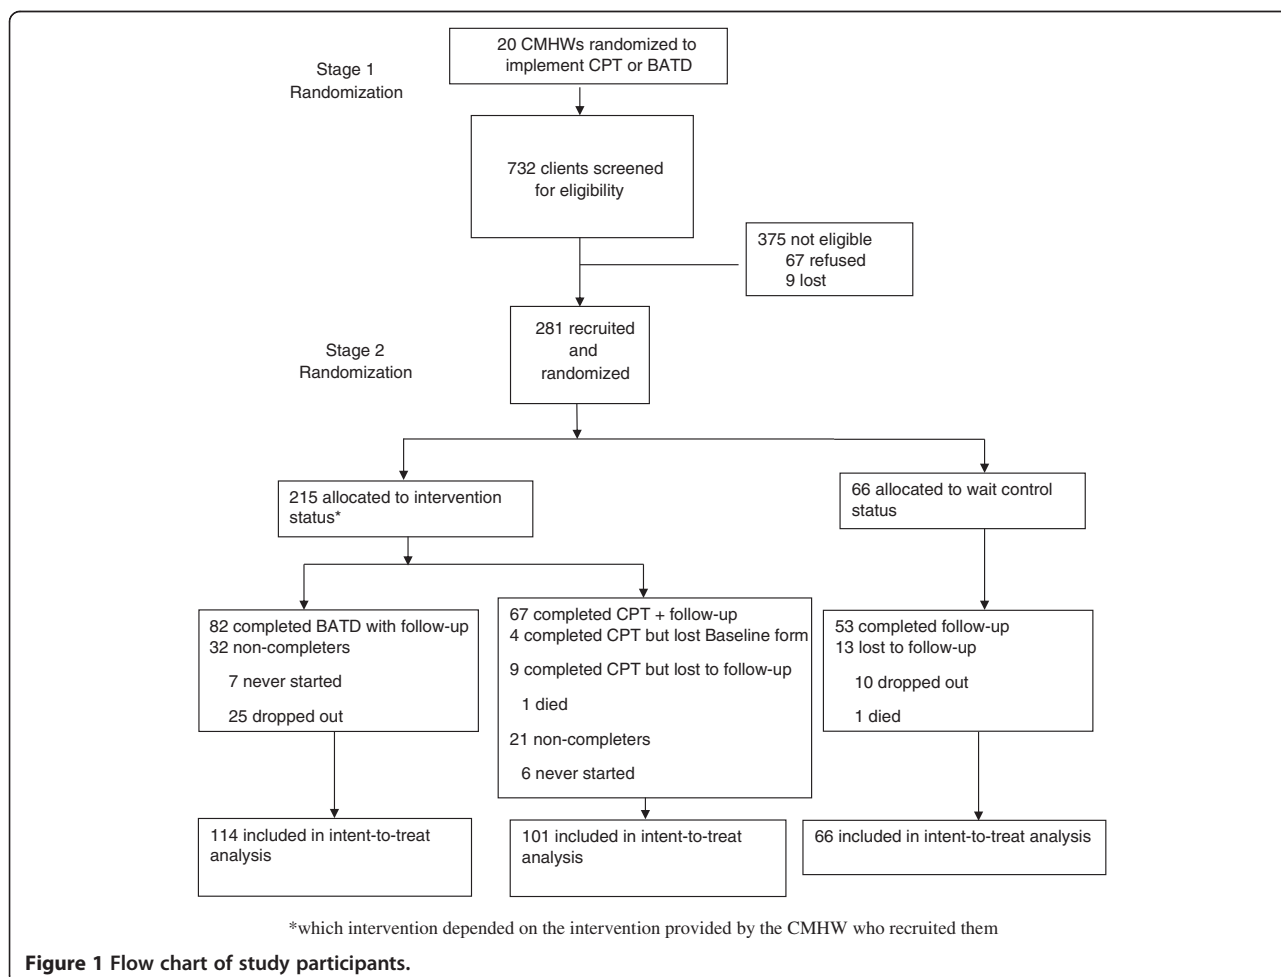 20 CMHWs randomized to
implement CPT or BATD
Stage 1
Randomization
732 clients screened
for eligibility
375 not eligible
67 refused
9 lost
281 recruited
and
randomized
Stage 2
Randomization
215 allocated to intervention
status*
66 allocated to wait control
status
82 completed BATD with follow-up
32 non-completers
7 never started
25 dropped out
67 completed CPT + follow-up
4 completed CPT but lost Baseline form
9 completed CPT but lost to follow-up
1 died
21 non-completers
6 never started
53 completed follow-up
13 lost to follow-up
10 dropped out
1 died
114 included in intent-to-treat
analysis
101 included in intent-to-treat
analysis
66 included in intent-to-treat analysis
*which intervention depended on the intervention provided by the CMHW who recruited them
Figure 1 Flow chart of study participants.